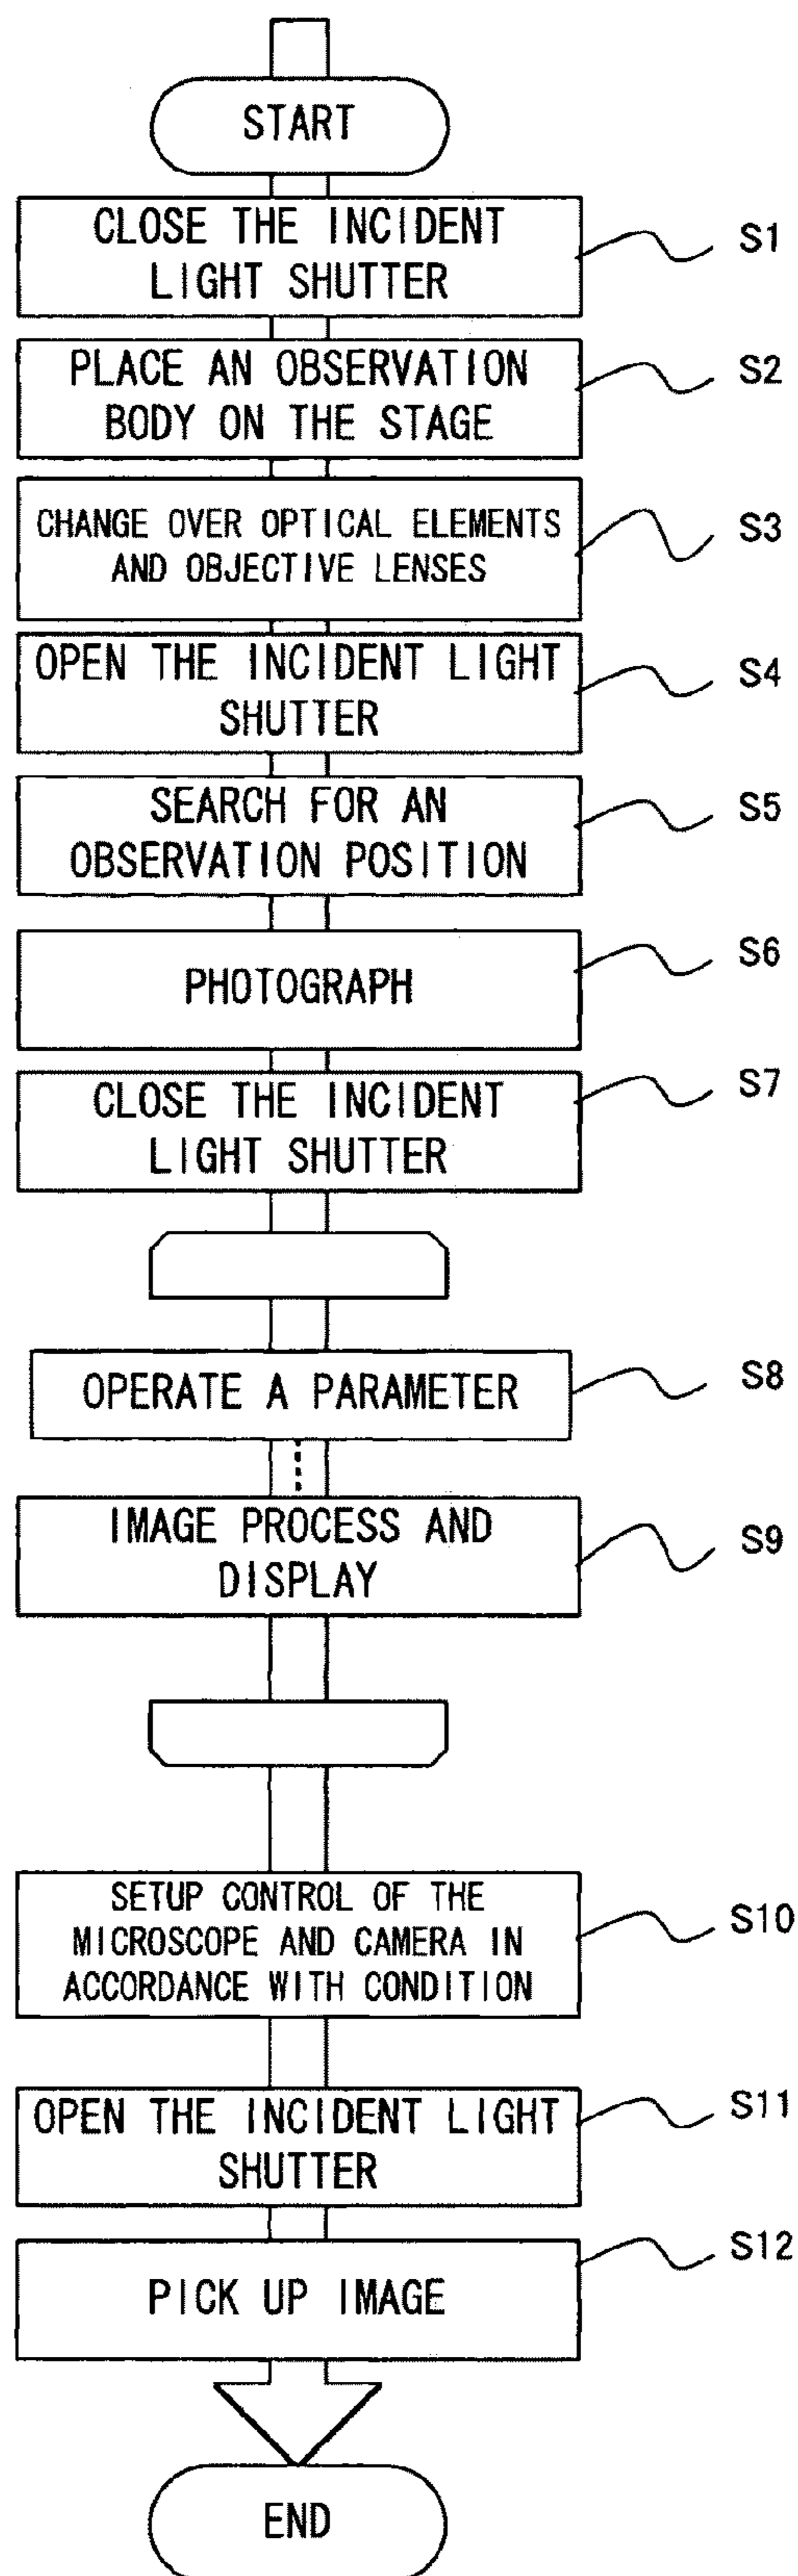 START
CLOSE THE INCIDENT
LIGHT SHUTTER
S1
PLACE AN OBSERVATION
BODY ON THE STAGE
S2
CHANGE OVER OPTICAL ELEMENTS
AND OBJECTIVE LENSES
S3
OPEN THE INCIDENT LIGHT
SHUTTER
S4
SEARCH FOR AN
OBSERVATION POSITION
S5
PHOTOGRAPH
S6
CLOSE THE INCIDENT
LIGHT SHUTTER
S7
OPERATE A PARAMETER
S8
IMAGE PROCESS AND
DISPLAY
S9
SETUP CONTROL OF THE
MICROSCOPE AND CAMERA IN
ACCORDANCE WITH CONDITION
S10
OPEN THE INCIDENT LIGHT
SHUTTER
S11
PICK UP IMAGE
S12
END